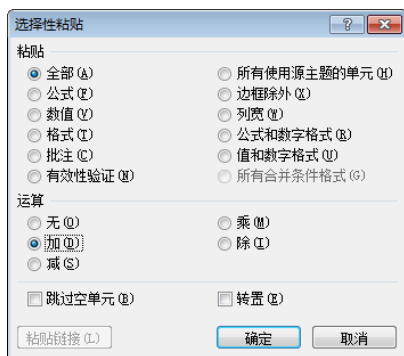 选择性粘贴
粘贴
全部(A) 所有使用源主题的单元(H)
公式(F) 边框除外(X)
数值(V) 列宽(W)
格式(T) 公式和数字格式(R)
批注(C) 值和数字格式(U)
有效性验证(N) 所有合并条件格式(G)
运算
无(O) 乘(M)
加(D) 除(I)
减(S)
跳过空单元(B) 转置(E)
粘贴链接(L) 确定 取消